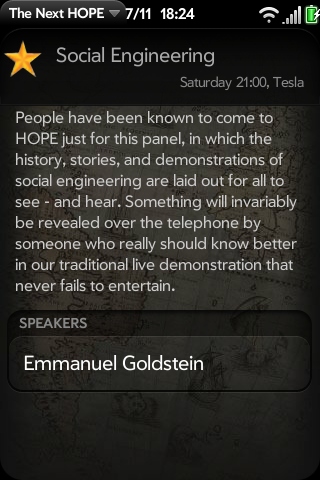 The Next HOPE 7/11 18:24
Social Engineering
Saturday 21:00, Tesla
People have been known to come to
HOPE just for this panel, in which the
history, stories, and demonstrations of
social engineering are laid out for all to
see - and hear. Something will invariably
be revealed over the telephone by
someone who really should know better
in our traditional live demonstration that
never fails to entertain.
SPEAKERS
Emmanuel Goldstein